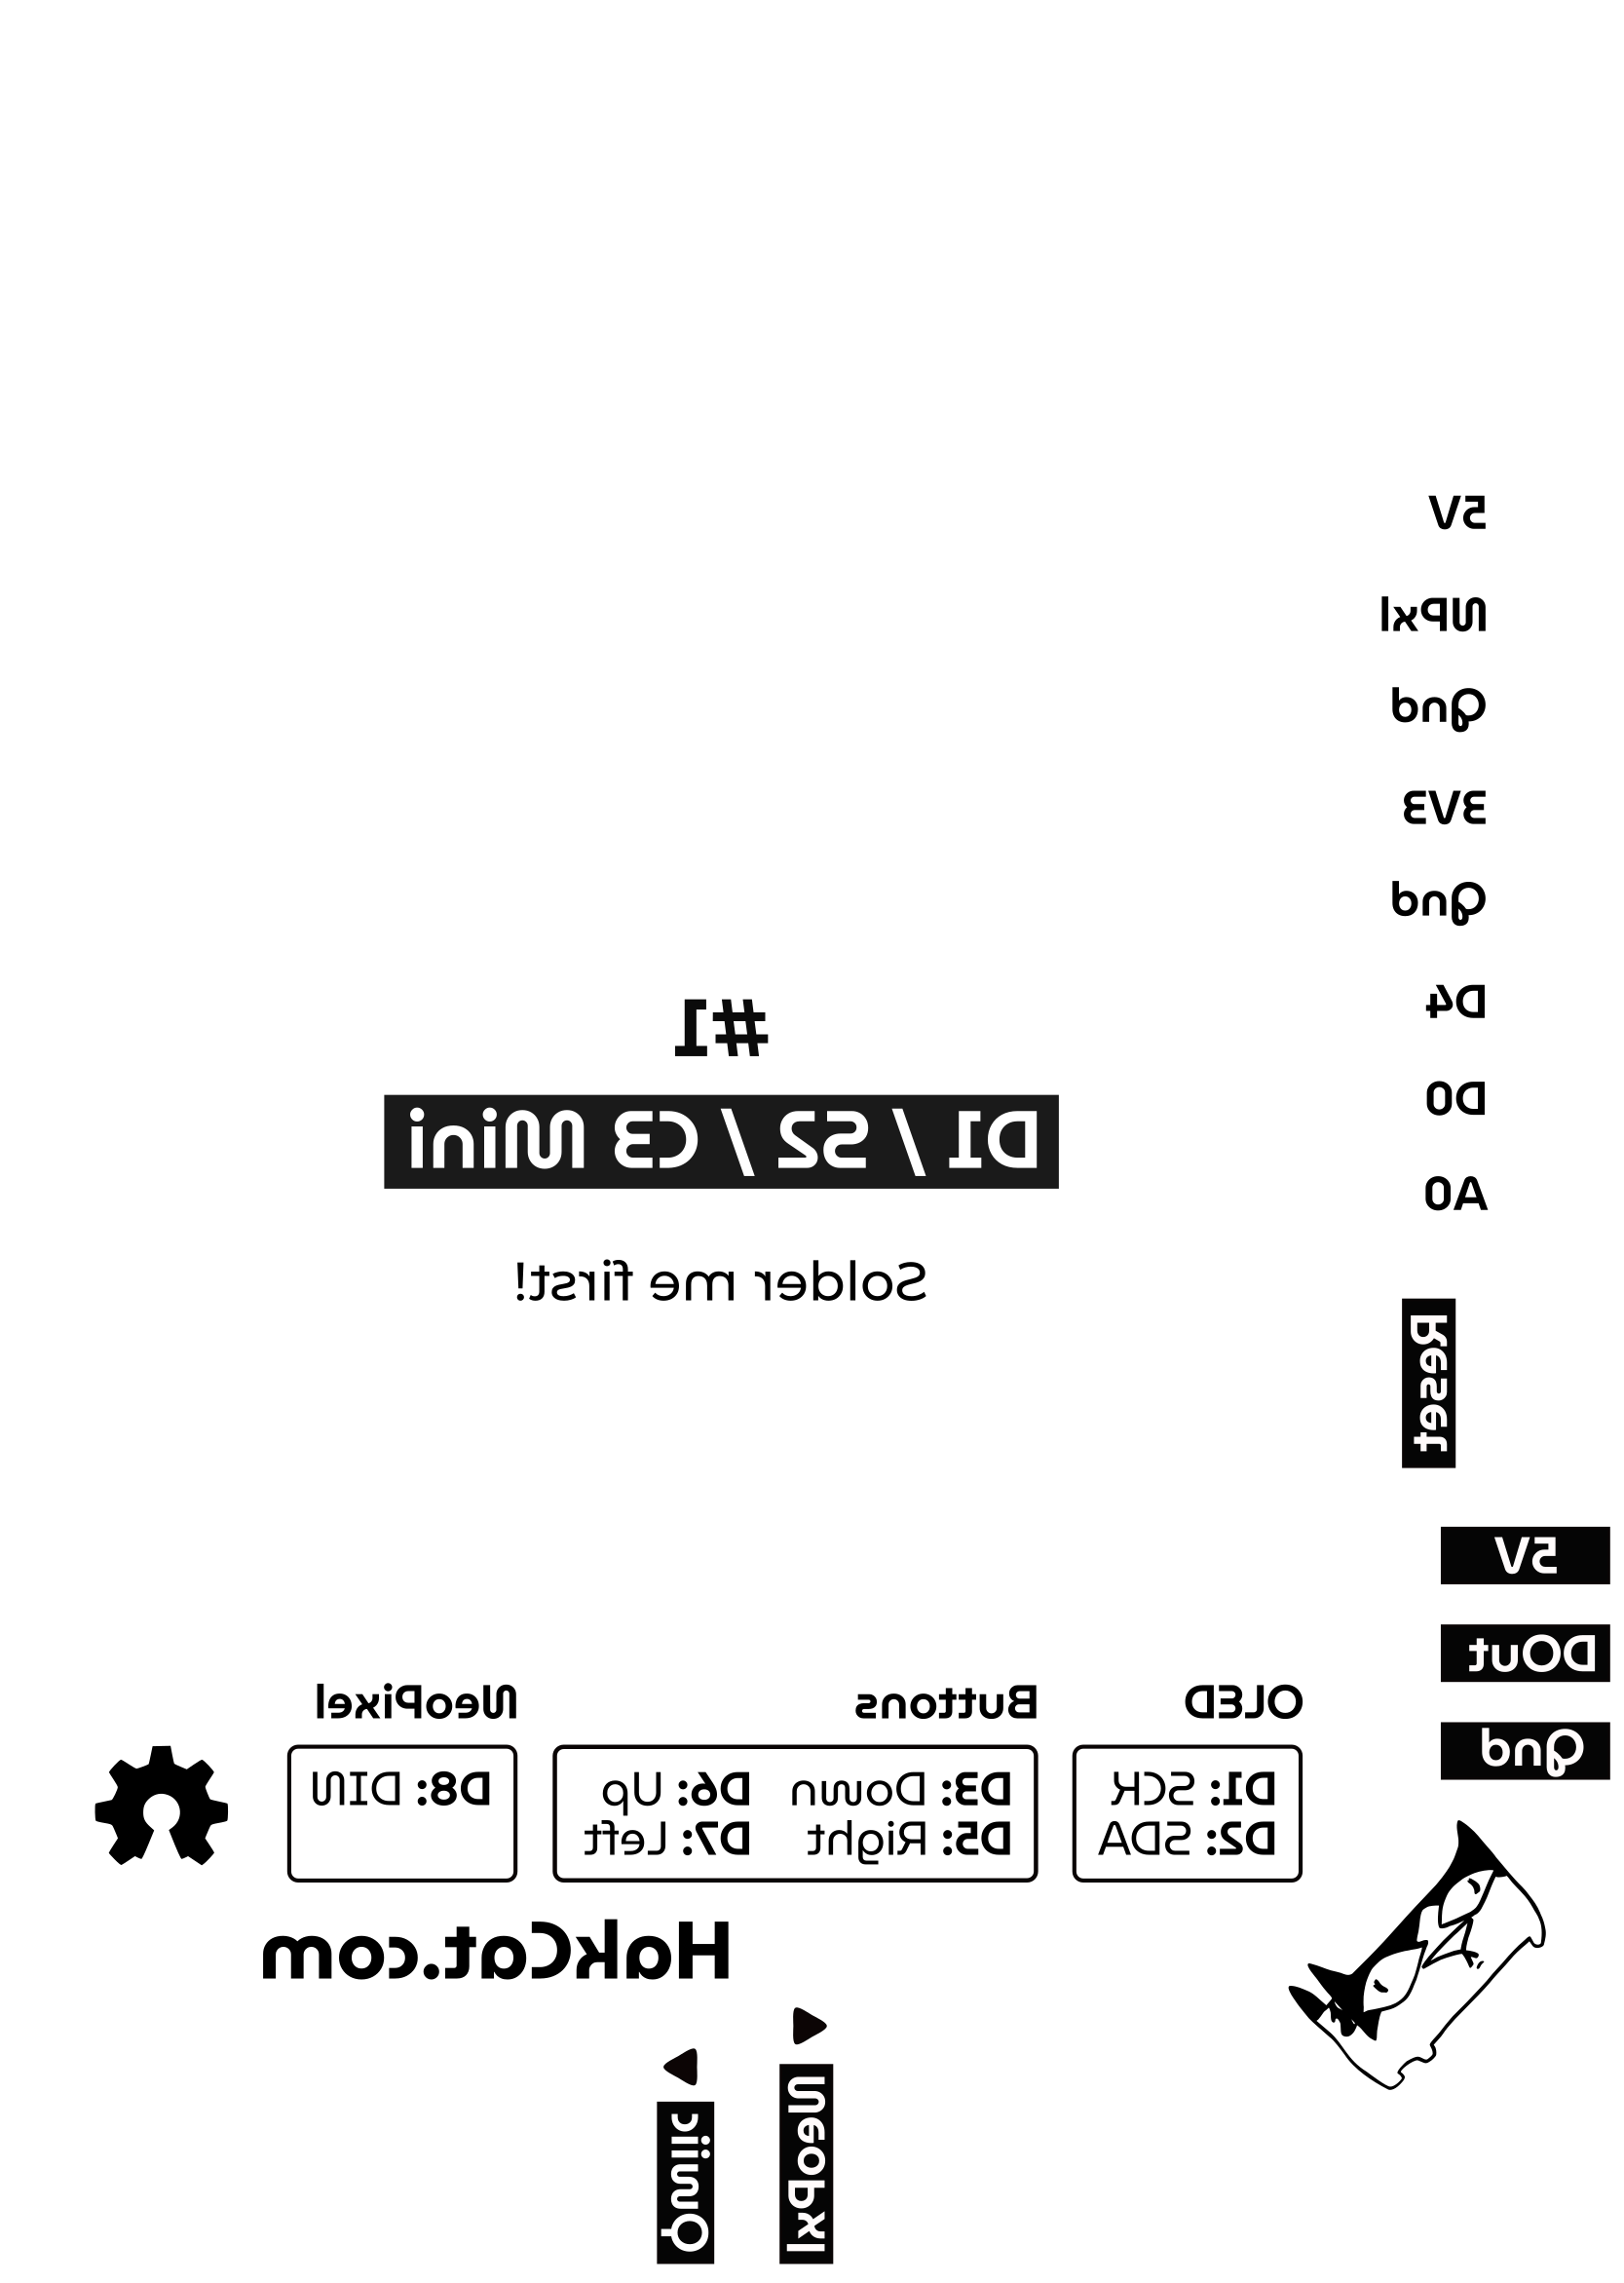 5V
NPxl
Gnd
3V3
Gnd
D4
D0
A0
#1
D1/S2/C3 Mini
Solder me first!
Reset
5V
DOut
Gnd
OLED
D1: SCK
D2: SDA
Buttons
D3: Down D6: Up
D5: Right D7: Left
NeoPixel
D8: DIN
HakCat.com
NeoPxl
Qwiic